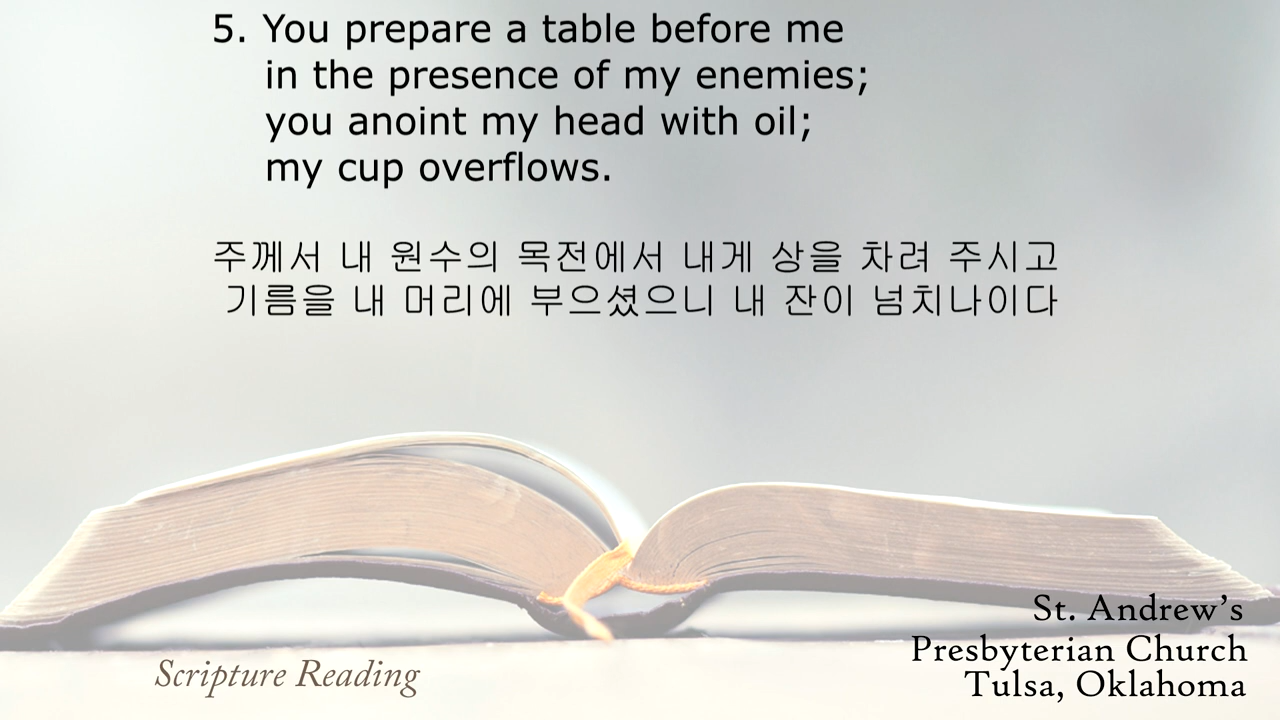 5. You prepare a table before me
in the presence of my enemies;
you anoint my head with oil;
my cup overflows.
주께서 내 원수의 목전에서 내게 상을 차려 주시고
기름을 내 머리에 부으셨으니 내 잔이 넘치나이다
St. Andrew’s
Presbyterian Church
Tulsa, Oklahoma
Scripture Reading